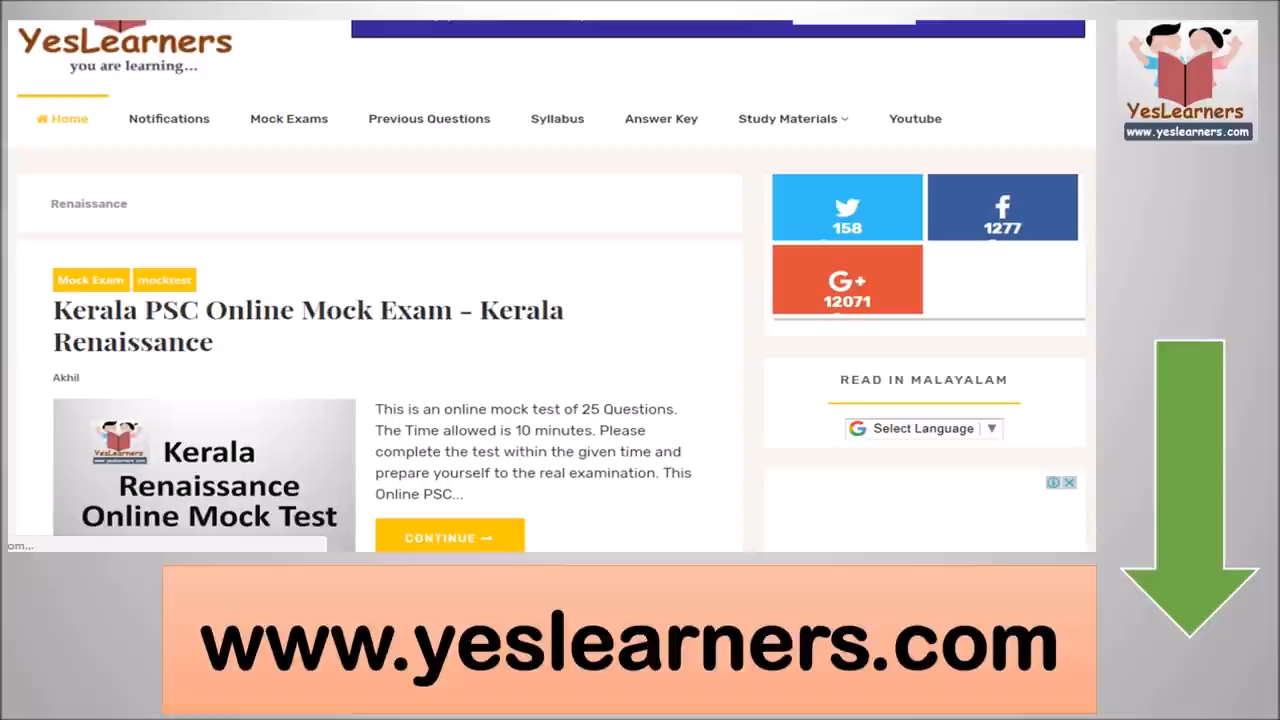 YesLearners
you are learning...
Home Notifications Mock Exams Previous Questions Syllabus Answer Key Study Materials Youtube
Renaissance
Mock Exam mocktest
Kerala PSC Online Mock Exam - Kerala
Renaissance
Akhil
YesLearners
Kerala
Renaissance
Online Mock Test
This is an online mock test of 25 Questions.
The Time allowed is 10 minutes. Please
complete the test within the given time and
prepare yourself to the real examination. This
Online PSC...
CONTINUE
om...
158
1277
G+
12071
READ IN MALAYALAM
G Select Language
YesLearners
www.yeslearners.com
www.yeslearners.com